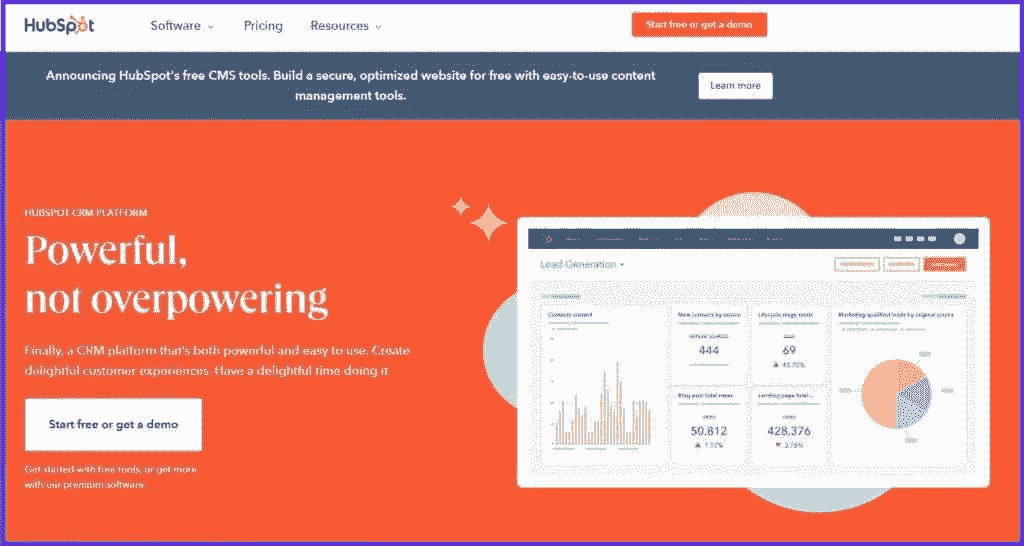 HubSpot
Software
Pricing
Resources
Start free or get a demo
Announcing HubSpot's free CMS tools. Build a secure, optimized website for free with easy-to-use content
management tools.
Learn more
HUBSPOT CRM PLATFORM
Powerful,
not overpowering
Finally, a CRM platform that's both powerful and easy to use. Create
delightful customer experiences. Have a delightful time doing it.
Start free or get a demo
Get started with free tools, or get more
with our premium software.
Lead Generation
Contacts created
New contacts by source
Lifecycle stage totals
Marketing qualified leads by original source
444
69
Blog post total views
Landing page total ...
50,812
428,376